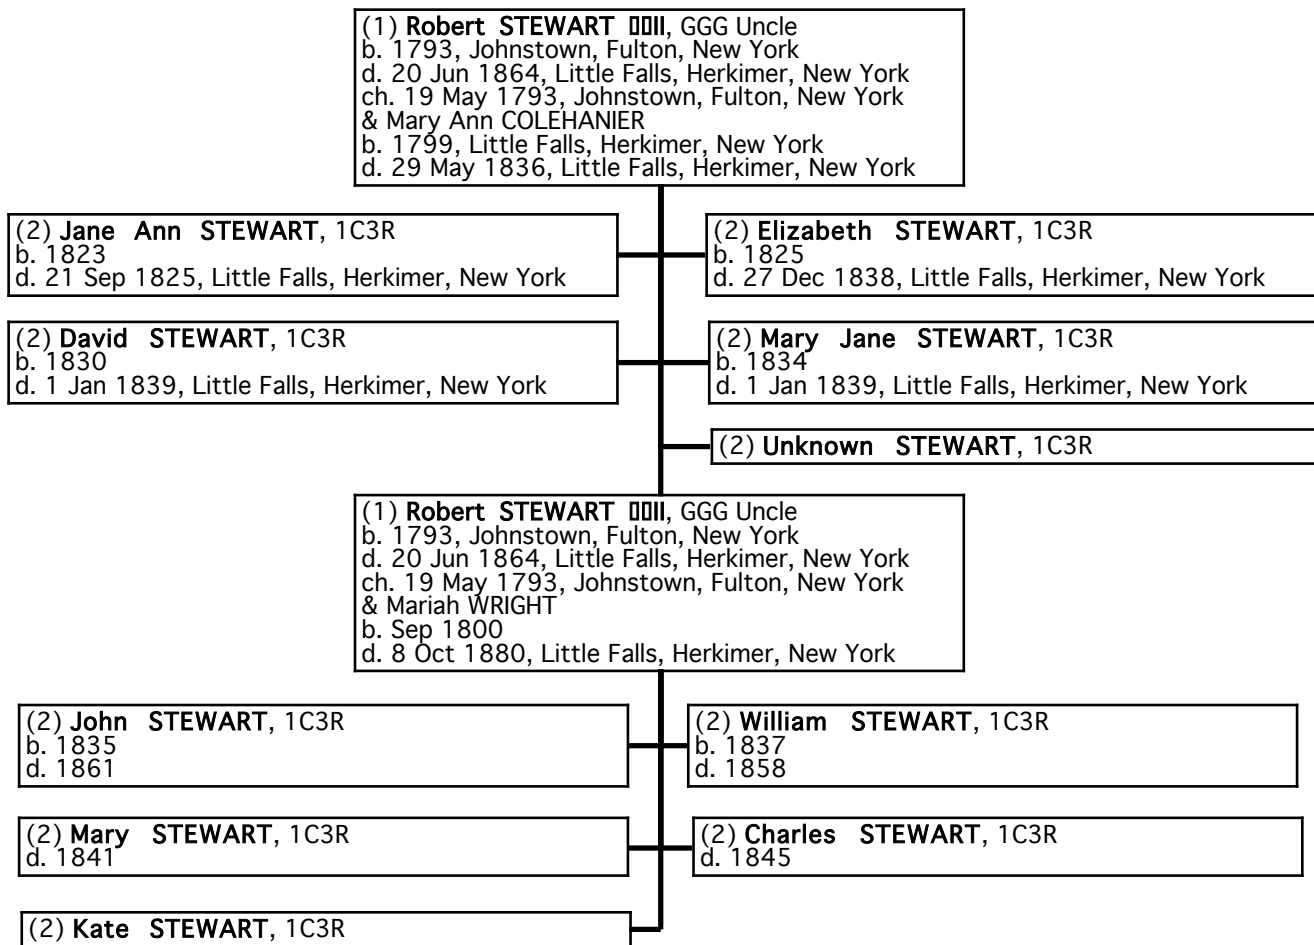 (1) Robert STEWART II, GGG Uncle
b. 1793, Johnstown, Fulton, New York
d. 20 Jun 1864, Little Falls, Herkimer, New York
ch. 19 May 1793, Johnstown, Fulton, New York
& Mary Ann COLEHANIER
b. 1799, Little Falls, Herkimer, New York
d. 29 May 1836, Little Falls, Herkimer, New York
(2) Jane Ann STEWART, 1C3R
b. 1823
d. 21 Sep 1825, Little Falls, Herkimer, New York
(2) Elizabeth STEWART, 1C3R
b. 1825
d. 27 Dec 1838, Little Falls, Herkimer, New York
(2) David STEWART, 1C3R
b. 1830
d. 1 Jan 1839, Little Falls, Herkimer, New York
(2) Mary Jane STEWART, 1C3R
b. 1834
d. 1 Jan 1839, Little Falls, Herkimer, New York
(2) Unknown STEWART, 1C3R
(1) Robert STEWART II, GGG Uncle
b. 1793, Johnstown, Fulton, New York
d. 20 Jun 1864, Little Falls, Herkimer, New York
ch. 19 May 1793, Johnstown, Fulton, New York
& Mariah WRIGHT
b. Sep 1800
d. 8 Oct 1880, Little Falls, Herkimer, New York
(2) John STEWART, 1C3R
b. 1835
d. 1861
(2) William STEWART, 1C3R
b. 1837
d. 1858
(2) Mary STEWART, 1C3R
d. 1841
(2) Charles STEWART, 1C3R
d. 1845
(2) Kate STEWART, 1C3R